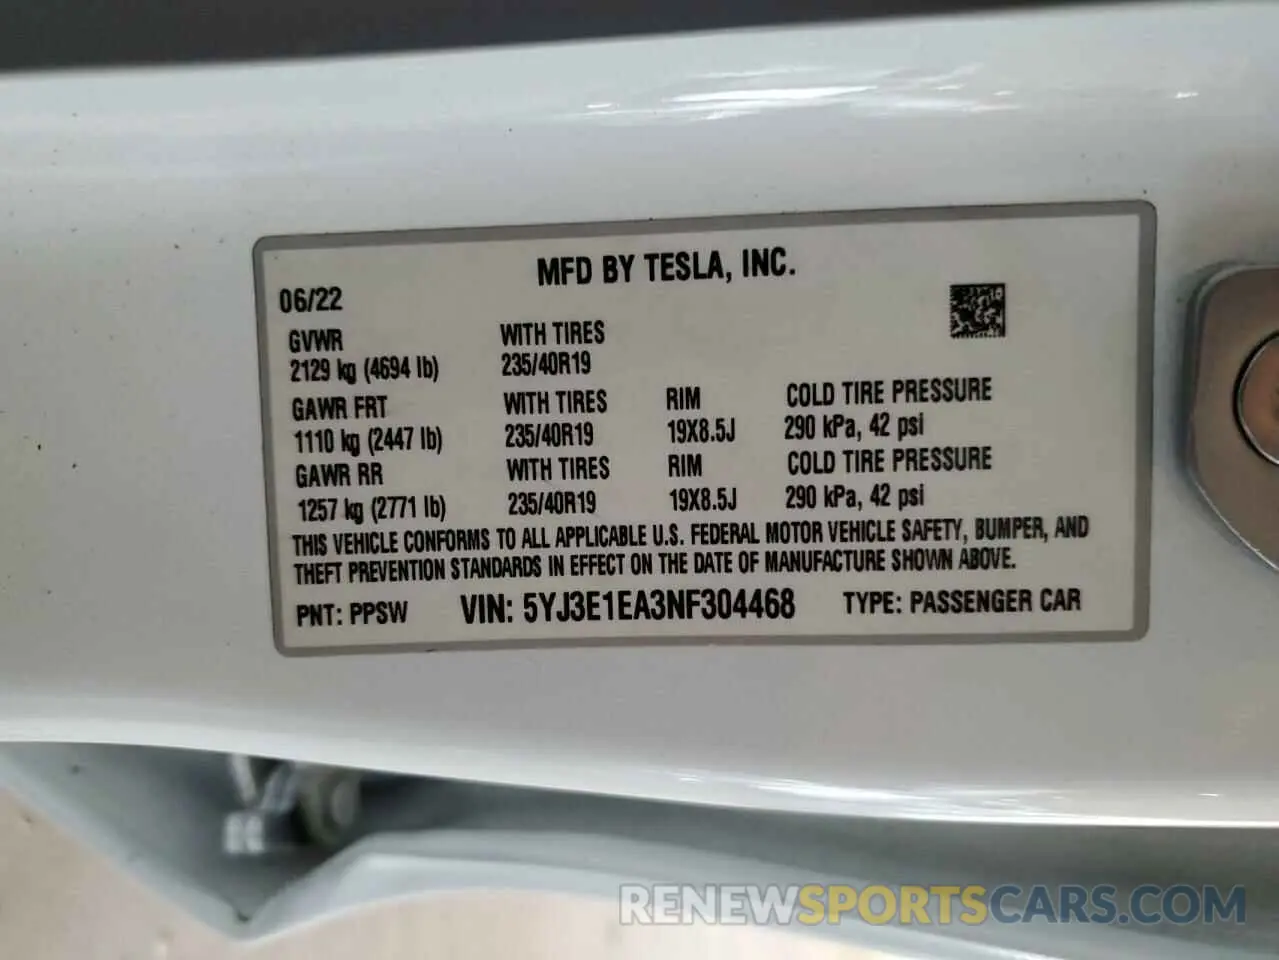 MFD BY TESLA, INC.
06/22
GVWR WITH TIRES
2129 kg (4694 lb) 235/40R19
GAWR FRT WITH TIRES RIM COLD TIRE PRESSURE
1110 kg (2447 lb) 235/40R19 19X8.5J 290 kPa, 42 psi
GAWR RR WITH TIRES RIM COLD TIRE PRESSURE
1257 kg (2771 lb) 235/40R19 19X8.5J 290 kPa, 42 psi
THIS VEHICLE CONFORMS TO ALL APPLICABLE U.S. FEDERAL MOTOR VEHICLE SAFETY, BUMPER, AND
THEFT PREVENTION STANDARDS IN EFFECT ON THE DATE OF MANUFACTURE SHOWN ABOVE.
PNT: PPSW VIN: 5YJ3E1EA3NF304468 TYPE: PASSENGER CAR
RENEWSPORTSCARS.COM